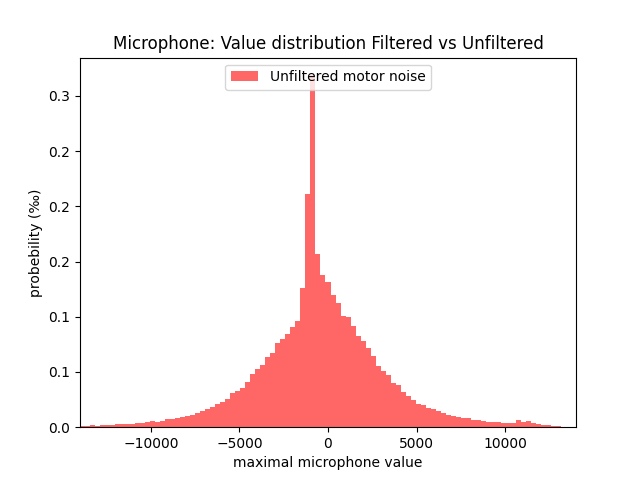 Microphone: Value distribution Filtered vs Unfiltered
Unfiltered motor noise
0.3
0.2
0.2
0.2
0.1
0.1
0.0
probebility (‰)
−10000 −5000 0 5000 10000
maximal microphone value